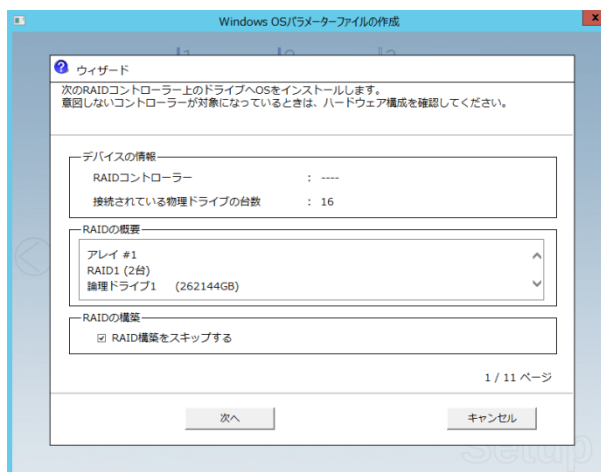 Windows OSパラメーターファイルの作成
x
1 2 3
? ウィザード
次のRAIDコントローラー上のドライブへOSをインストールします。
意図しないコントローラーが対象になっているときは、ハードウェア構成を確認してください。
デバイスの情報
RAIDコントローラー : ----
接続されている物理ドライブの台数 : 16
RAIDの概要
アレイ #1
RAID1 (2台)
論理ドライブ1 (262144GB)
RAIDの構築
RAID構築をスキップする
1 / 11 ページ
次へ キャンセル
Setup